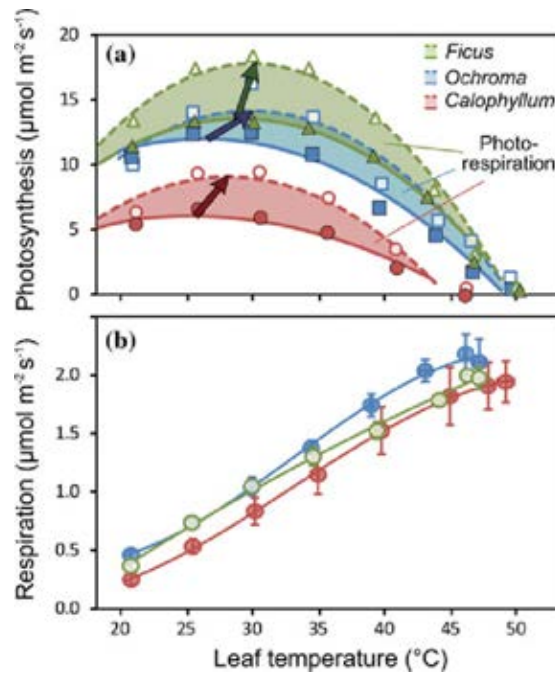 (a)
Ficus
Ochroma
Calophyllum
Photo-
respiration
Photosynthesis (µmol m⁻² s⁻¹)
20
15
10
5
0
(b)
Respiration (µmol m⁻² s⁻¹)
2.0
1.5
1.0
0.5
0.0
20 25 30 35 40 45 50
Leaf temperature (°C)